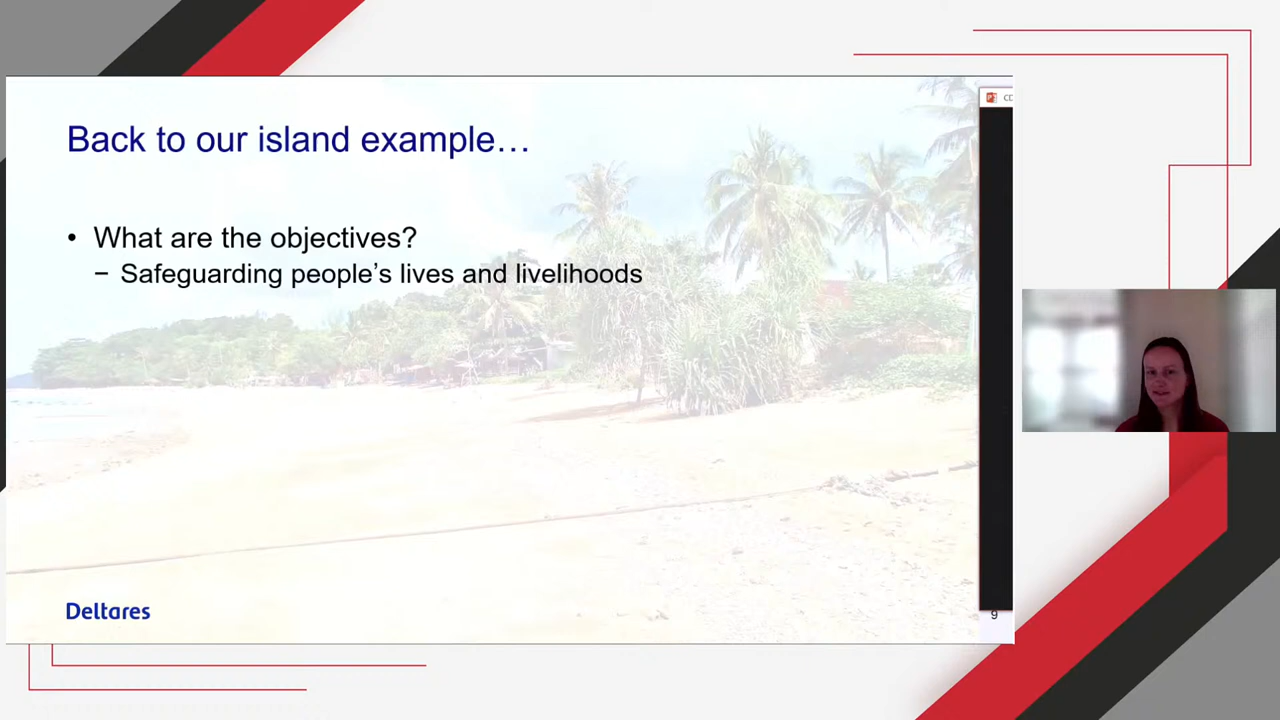 Back to our island example…
• What are the objectives?
– Safeguarding people's lives and livelihoods
Deltares
9